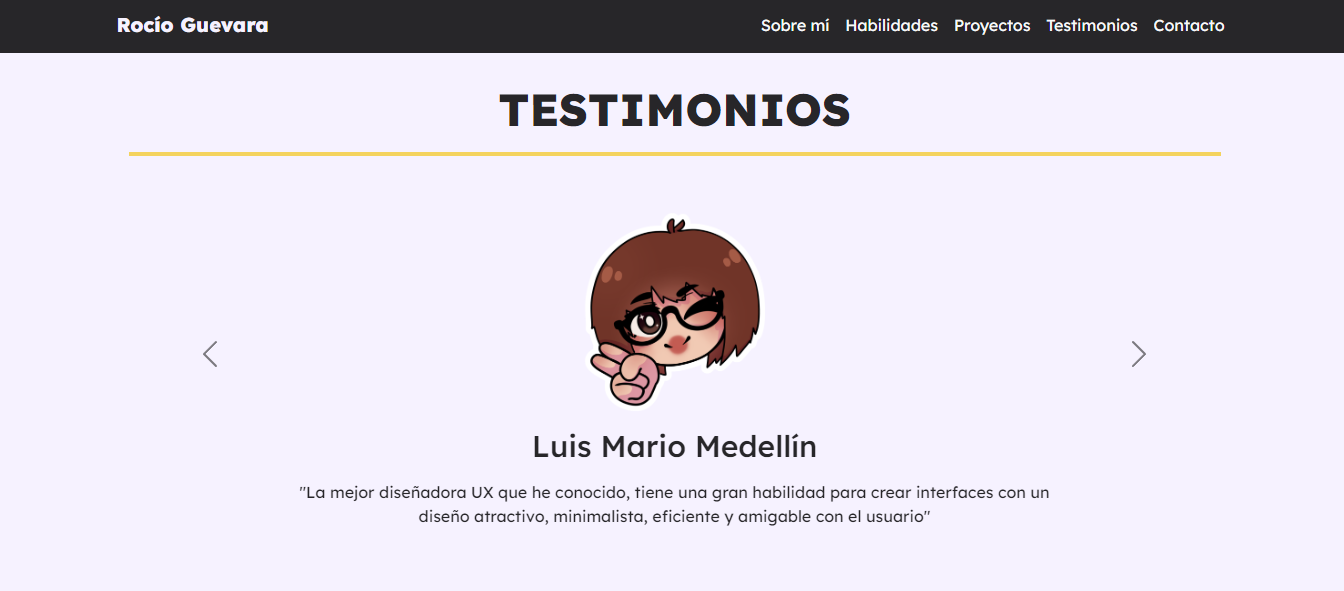 Rocío Guevara
Sobre mí Habilidades Proyectos Testimonios Contacto
TESTIMONIOS
Luis Mario Medellín
"La mejor diseñadora UX que he conocido, tiene una gran habilidad para crear interfaces con un
diseño atractivo, minimalista, eficiente y amigable con el usuario"